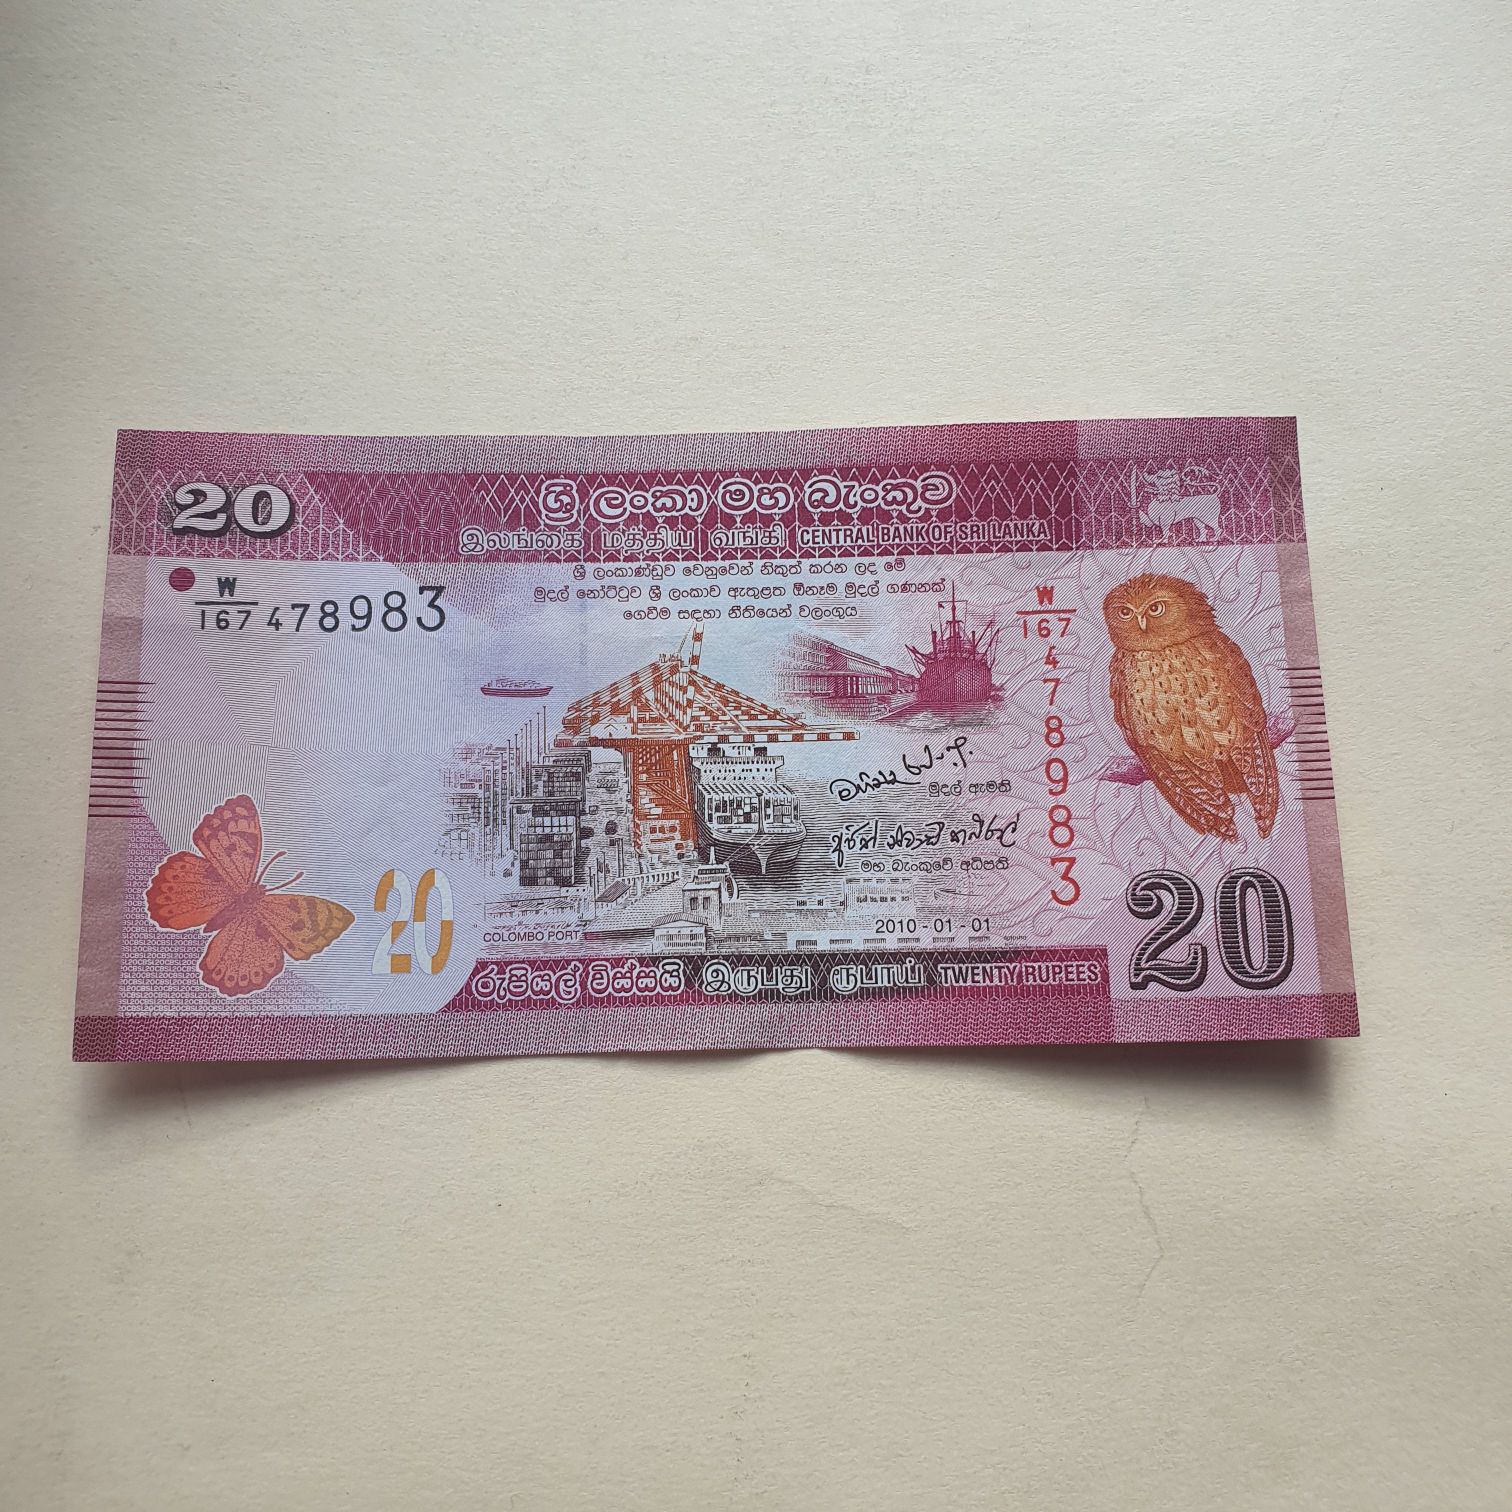 20
ශ්‍රී ලංකා මහ බැංකුව
இலங்கை மத்திய வங்கி CENTRAL BANK OF SRI LANKA
ශ්‍රී ලංකාණ්ඩුව වෙනුවෙන් නිකුත් කරන ලද මේ
මුදල් නෝට්ටුව ශ්‍රී ලංකාව ඇතුළත ඕනෑම මුදල් ගණනක්
ගෙවීම සඳහා නීතියෙන් වලංගුය
W/167 478983
W/167 478983
මුදල් ඇමති
මහ බැංකුවේ අධිපති
2010-01-01
20
COLOMBO PORT
රුපියල් විස්සයි இருபது ரூபாய் TWENTY RUPEES
20